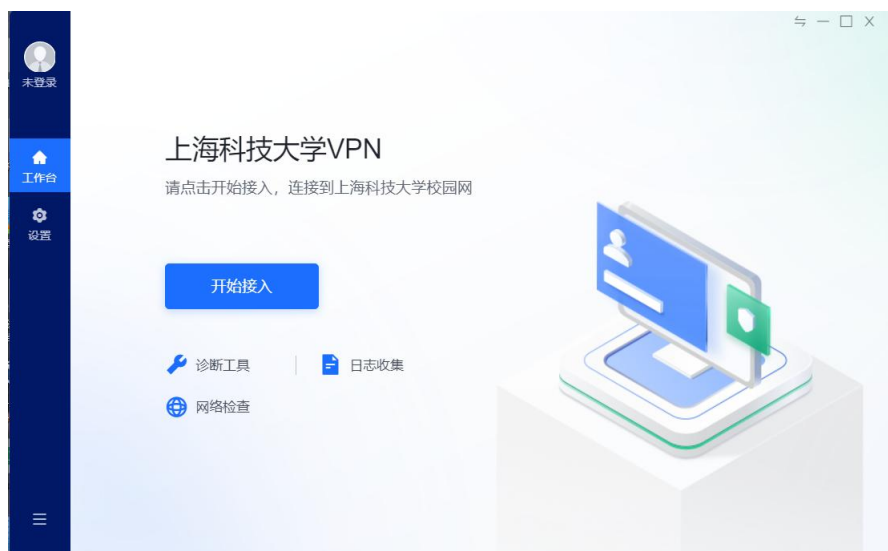 未登录
工作台
设置
上海科技大学VPN
请点击开始接入，连接到上海科技大学校园网
开始接入
诊断工具
日志收集
网络检查